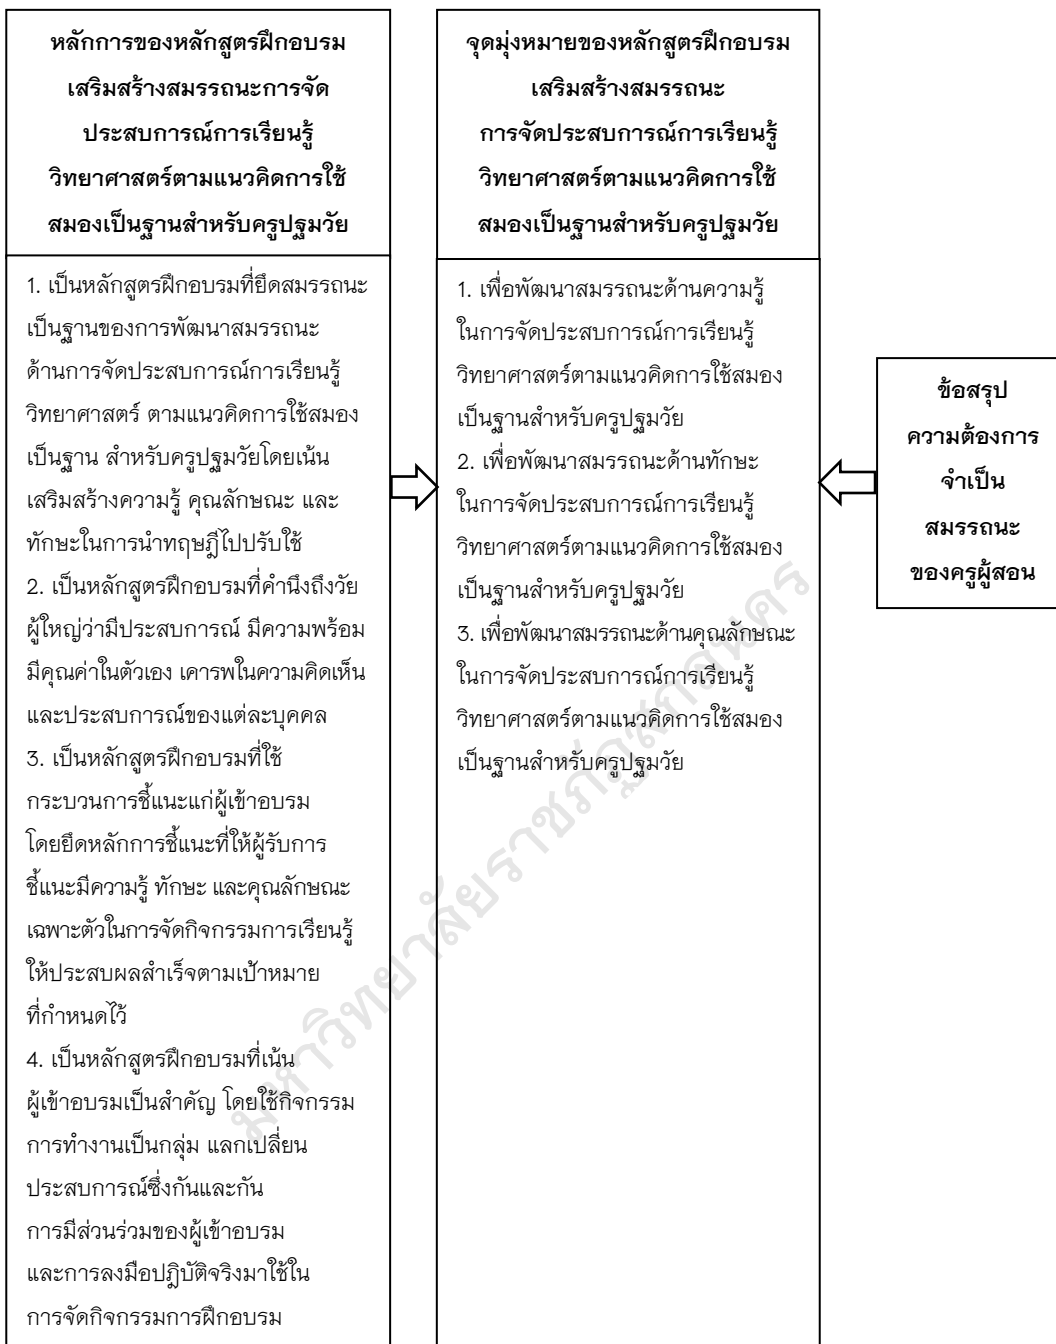 หลักการของหลักสูตรฝึกอบรม
เสริมสร้างสมรรถนะการจัด
ประสบการณ์การเรียนรู้
วิทยาศาสตร์ตามแนวคิดการใช้
สมองเป็นฐานสำหรับครูปฐมวัย
1. เป็นหลักสูตรฝึกอบรมที่ยึดสมรรถนะ
เป็นฐานของการพัฒนาสมรรถนะ
ด้านการจัดประสบการณ์การเรียนรู้
วิทยาศาสตร์ ตามแนวคิดการใช้สมอง
เป็นฐาน สำหรับครูปฐมวัยโดยเน้น
เสริมสร้างความรู้ คุณลักษณะ และ
ทักษะในการนำทฤษฎีไปปรับใช้
2. เป็นหลักสูตรฝึกอบรมที่คำนึงถึงวัย
ผู้ใหญ่ว่ามีประสบการณ์ มีความพร้อม
มีคุณค่าในตัวเอง เคารพในความคิดเห็น
และประสบการณ์ของแต่ละบุคคล
3. เป็นหลักสูตรฝึกอบรมที่ใช้
กระบวนการชี้แนะแก่ผู้เข้าอบรม
โดยยึดหลักการชี้แนะที่ให้ผู้รับการ
ชี้แนะมีความรู้ ทักษะ และคุณลักษณะ
เฉพาะตัวในการจัดกิจกรรมการเรียนรู้
ให้ประสบผลสำเร็จตามเป้าหมาย
ที่กำหนดไว้
4. เป็นหลักสูตรฝึกอบรมที่เน้น
ผู้เข้าอบรมเป็นสำคัญ โดยใช้กิจกรรม
การทำงานเป็นกลุ่ม แลกเปลี่ยน
ประสบการณ์ซึ่งกันและกัน
การมีส่วนร่วมของผู้เข้าอบรม
และการลงมือปฏิบัติจริงมาใช้ใน
การจัดกิจกรรมการฝึกอบรม
จุดมุ่งหมายของหลักสูตรฝึกอบรม
เสริมสร้างสมรรถนะ
การจัดประสบการณ์การเรียนรู้
วิทยาศาสตร์ตามแนวคิดการใช้
สมองเป็นฐานสำหรับครูปฐมวัย
1. เพื่อพัฒนาสมรรถนะด้านความรู้
ในการจัดประสบการณ์การเรียนรู้
วิทยาศาสตร์ตามแนวคิดการใช้สมอง
เป็นฐานสำหรับครูปฐมวัย
2. เพื่อพัฒนาสมรรถนะด้านทักษะ
ในการจัดประสบการณ์การเรียนรู้
วิทยาศาสตร์ตามแนวคิดการใช้สมอง
เป็นฐานสำหรับครูปฐมวัย
3. เพื่อพัฒนาสมรรถนะด้านคุณลักษณะ
ในการจัดประสบการณ์การเรียนรู้
วิทยาศาสตร์ตามแนวคิดการใช้สมอง
เป็นฐานสำหรับครูปฐมวัย
ข้อสรุป
ความต้องการ
จำเป็น
สมรรถนะ
ของครูผู้สอน
มหาวิทยาลัยราชภัฏสกลนคร